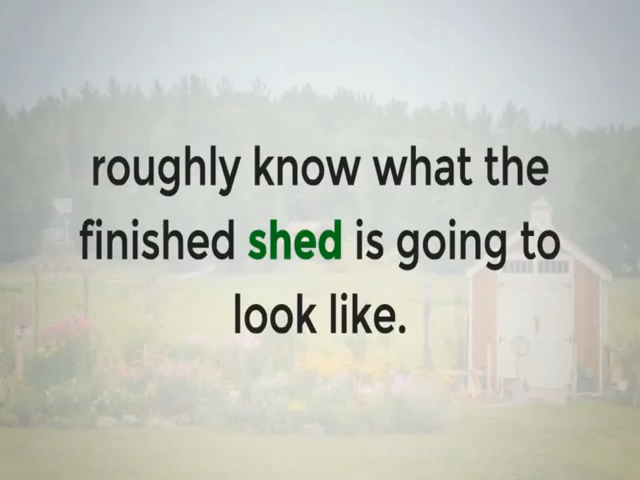 roughly know what the
finished shed is going to
look like.